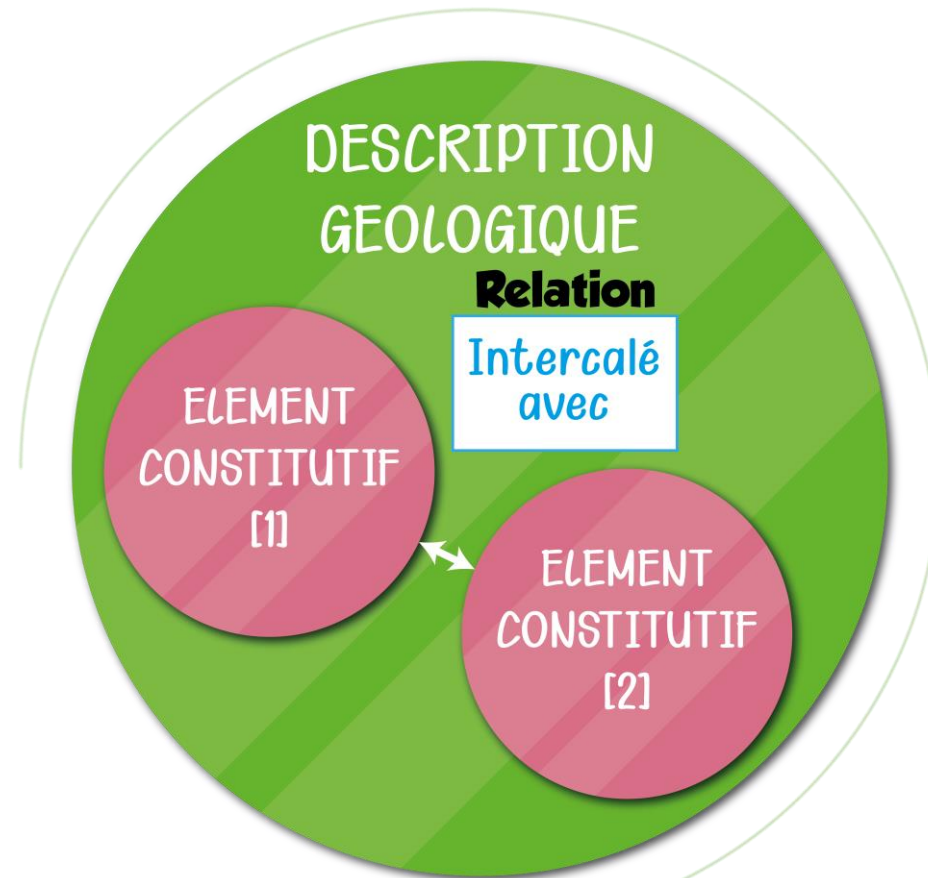 DESCRIPTION
GEOLOGIQUE
Relation
Intercalé
avec
ELEMENT
CONSTITUTIF
[1]
ELEMENT
CONSTITUTIF
[2]